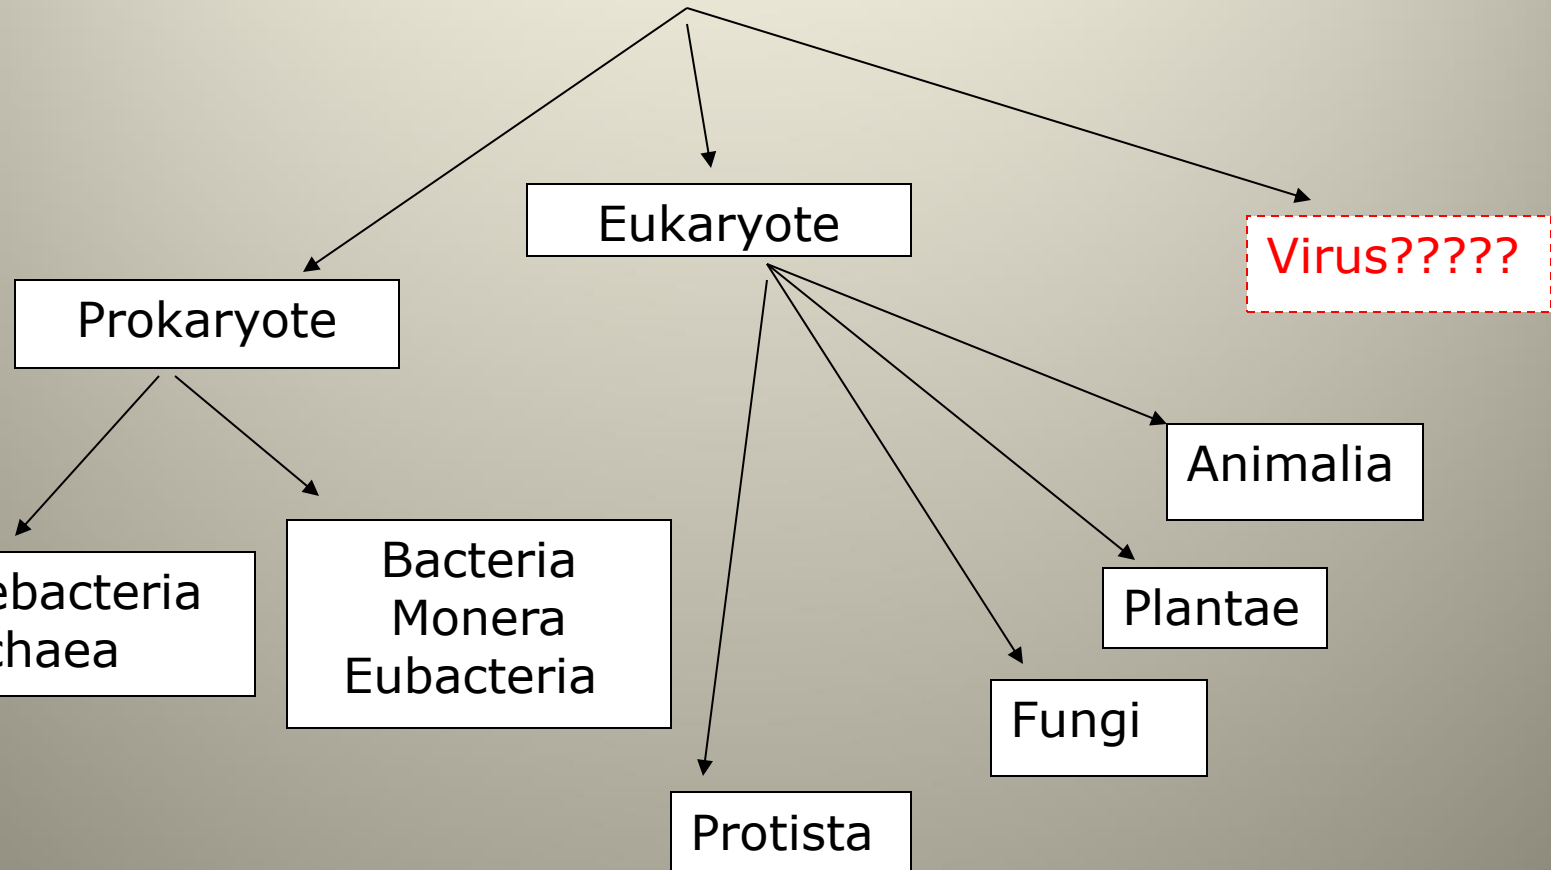 Eukaryote
Virus?????
Prokaryote
Animalia
Bacteria
Monera
Eubacteria
ebacteria
chaea
Plantae
Fungi
Protista